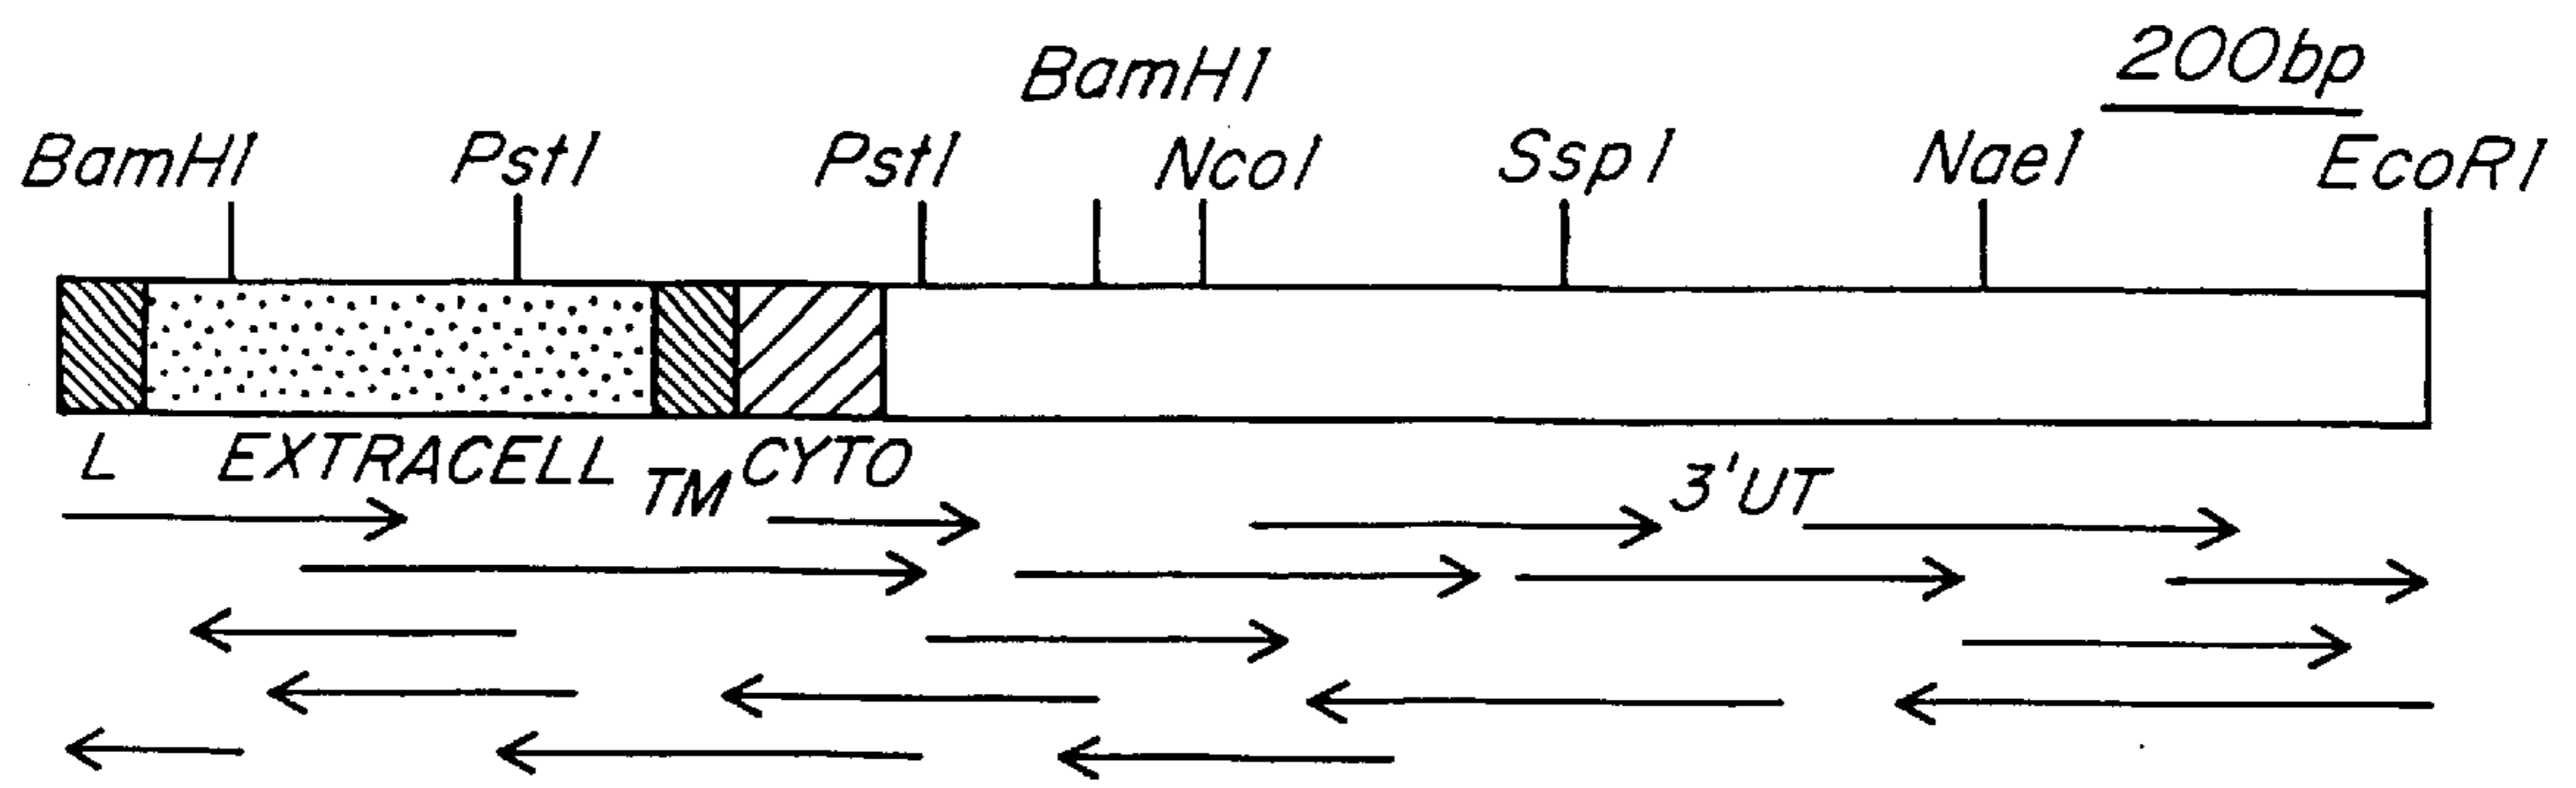 200bp
BamHI
BamHI PstI PstI NcoI SspI NaeI EcoRI
L EXTRACELL TM CYTO 3'UT